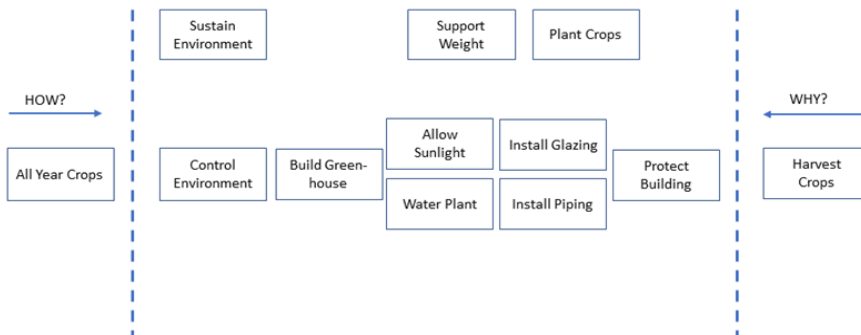 Sustain
Environment
Support
Weight
Plant Crops
HOW?
WHY?
All Year Crops
Control
Environment
Build Green-
house
Allow
Sunlight
Install Glazing
Water Plant
Install Piping
Protect
Building
Harvest
Crops